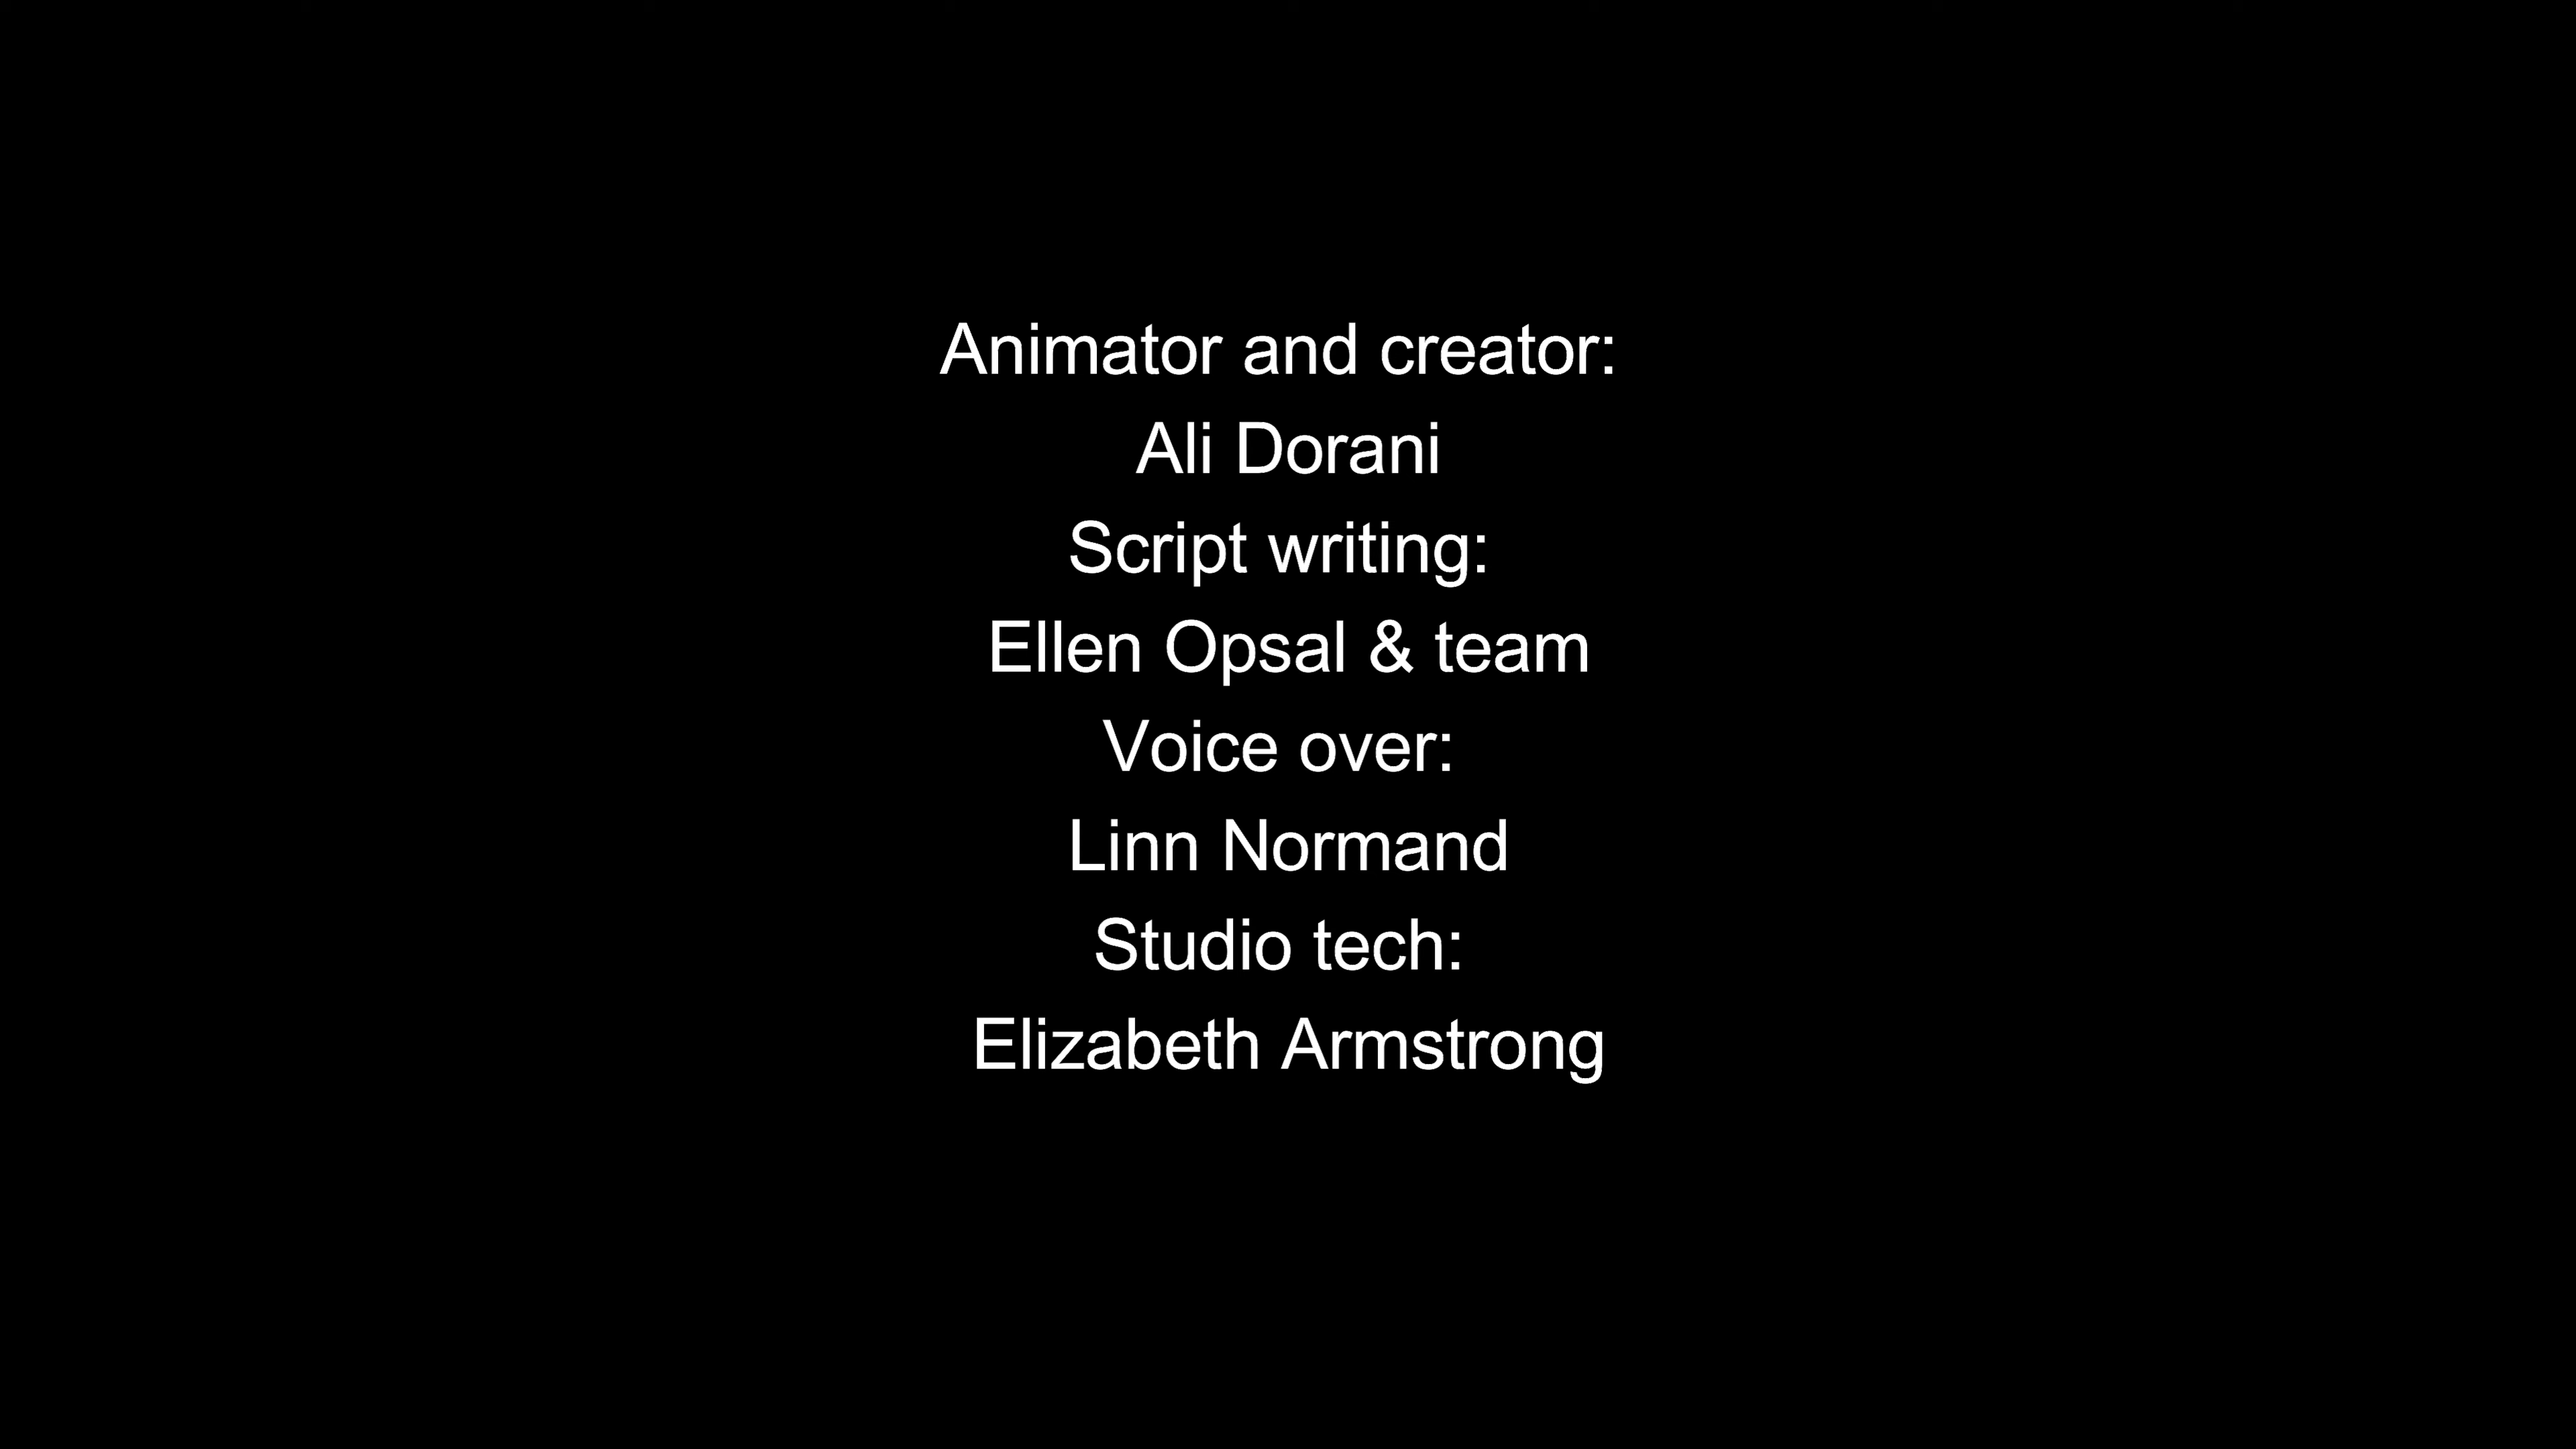 Animator and creator:
Ali Dorani
Script writing:
Ellen Opsal & team
Voice over:
Linn Normand
Studio tech:
Elizabeth Armstrong